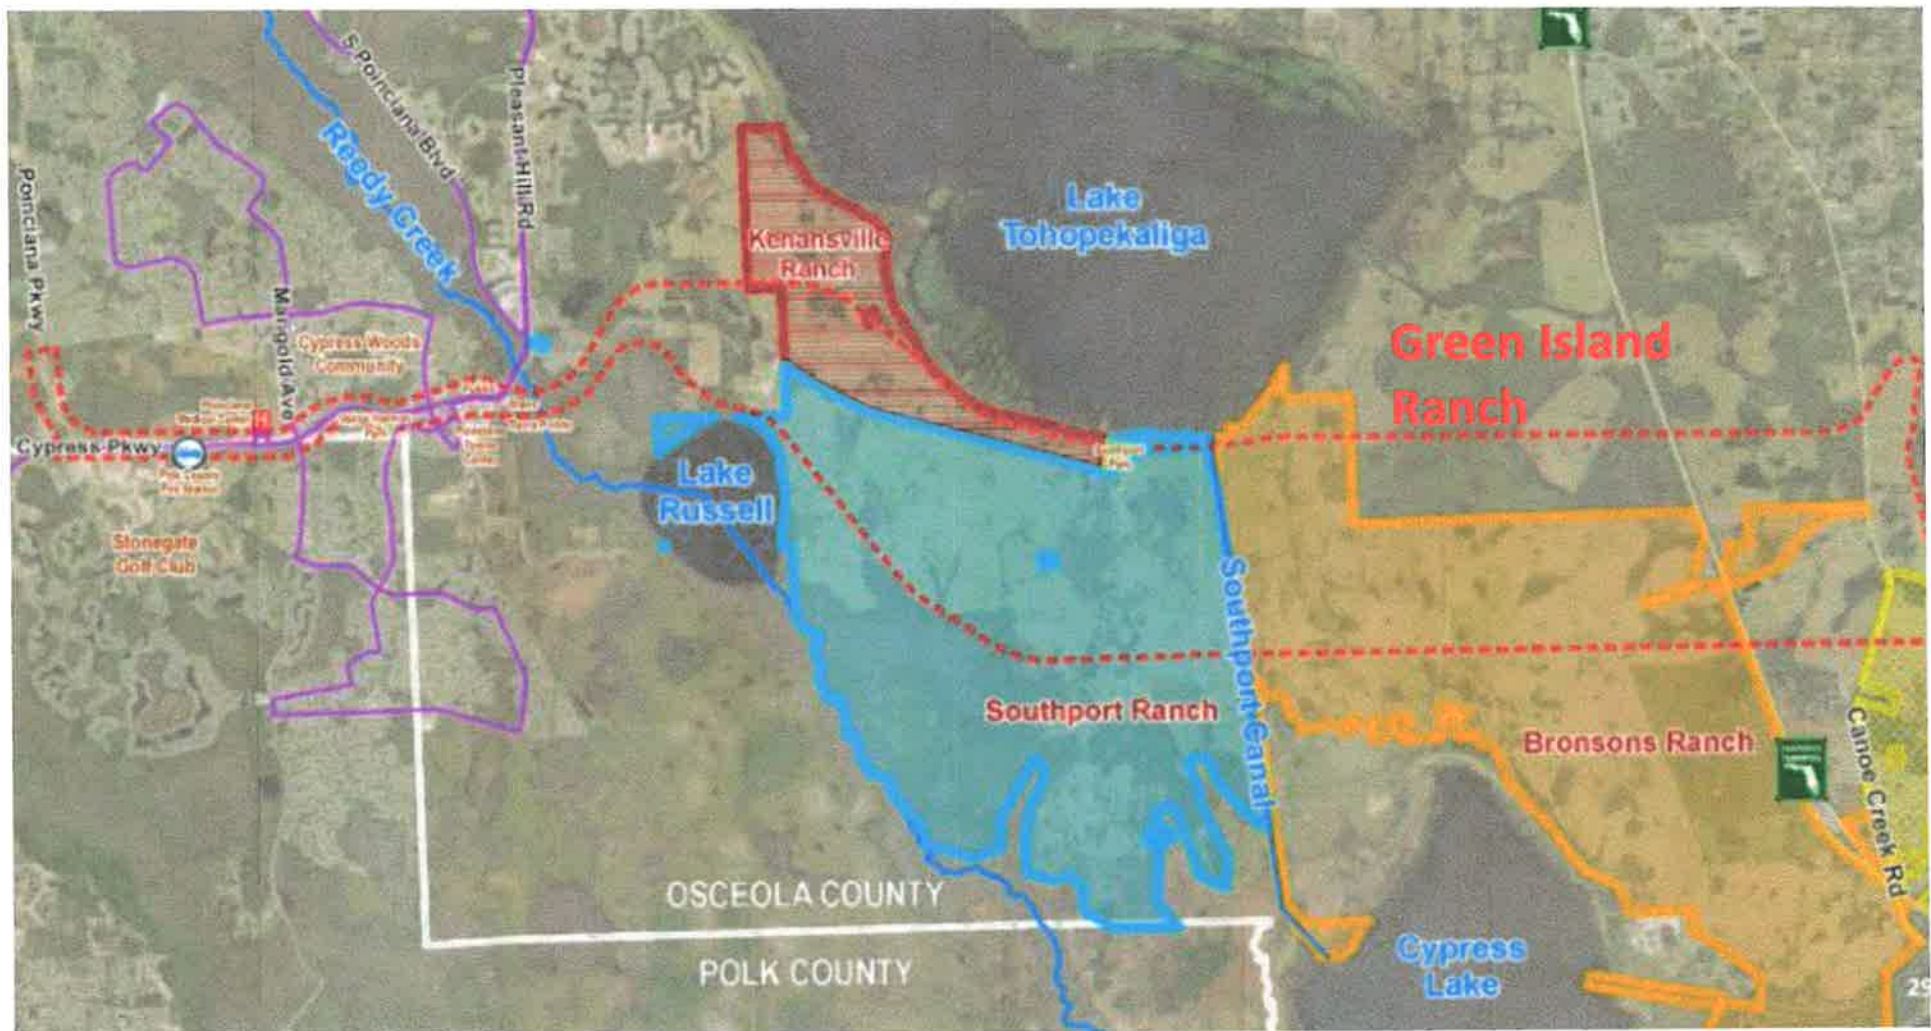 S Poinciana Blvd
Pleasant Hill Rd
Reedy Creek
Poinciana Pkwy
Lake
Tohopekaliga
Kenansville
Ranch
Marigold Ave
Cypress Woods
Community
Green Island
Ranch
Cypress Pkwy
Lake
Russell
Stonegate
Golf Club
Southport Canal
Southport Ranch
Bronsons Ranch
Canoe Creek Rd
OSCEOLA COUNTY
POLK COUNTY
Cypress
Lake
29